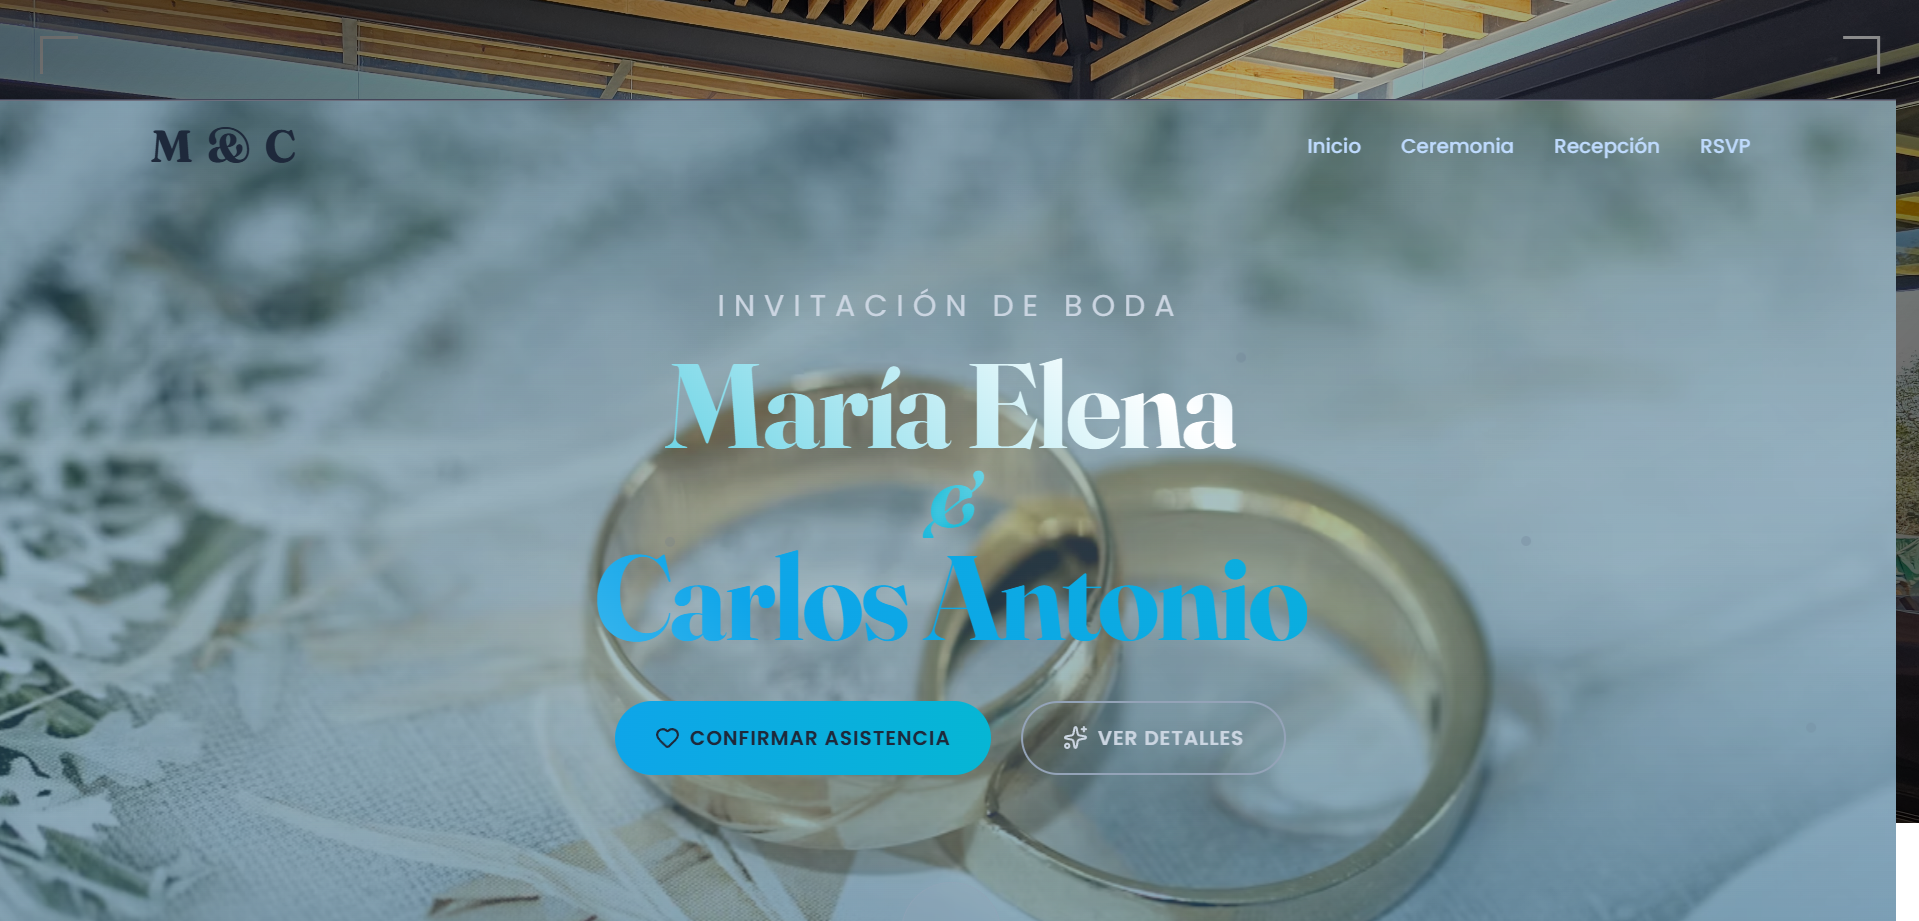 M & C
Inicio Ceremonia Recepción RSVP
INVITACIÓN DE BODA
María Elena
&
Carlos Antonio
CONFIRMAR ASISTENCIA
VER DETALLES